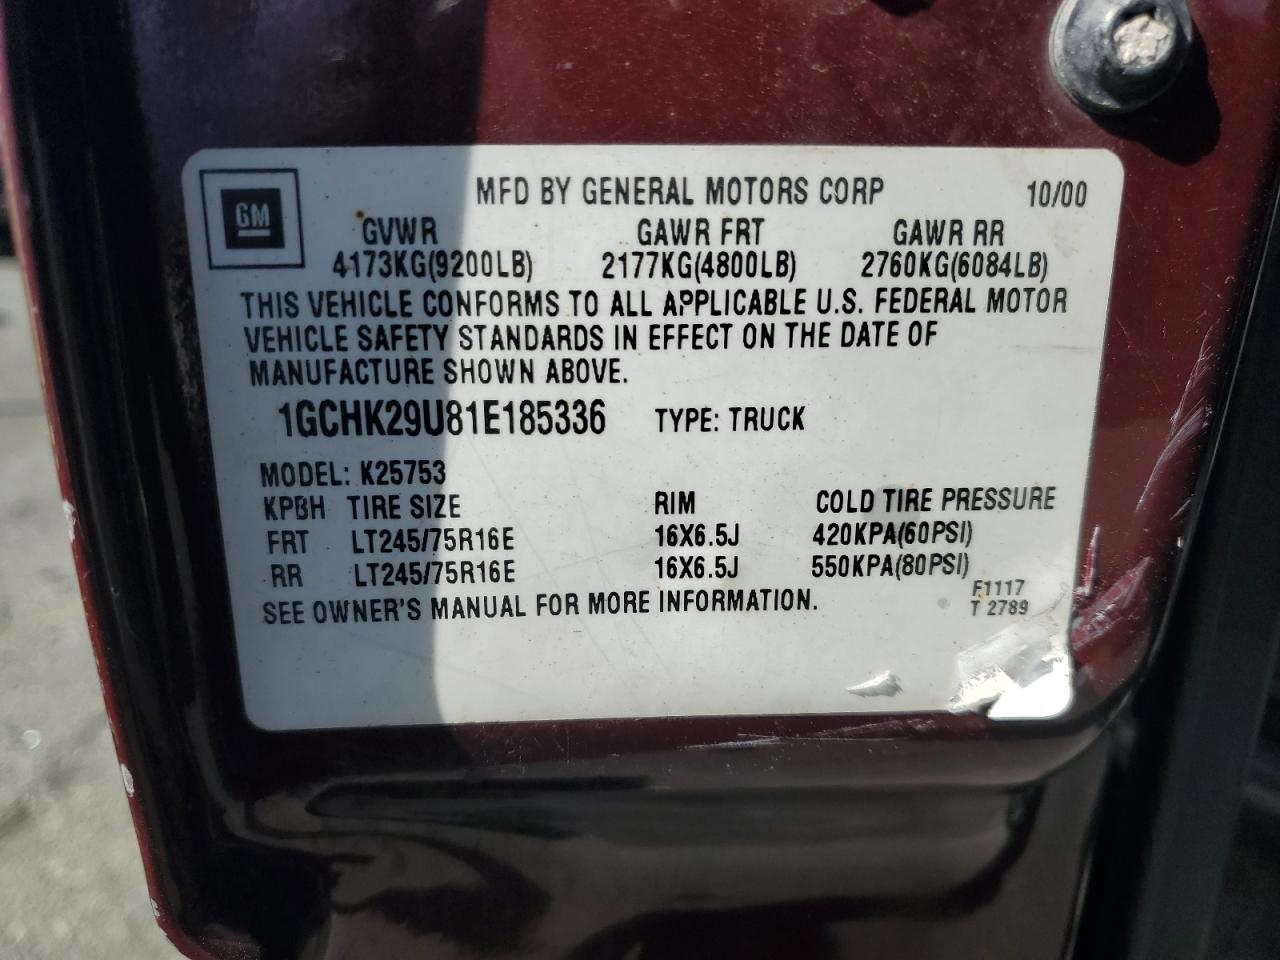 GM
MFD BY GENERAL MOTORS CORP 10/00
GVWR GAWR FRT GAWR RR
4173KG(9200LB) 2177KG(4800LB) 2760KG(6084LB)
THIS VEHICLE CONFORMS TO ALL APPLICABLE U.S. FEDERAL MOTOR
VEHICLE SAFETY STANDARDS IN EFFECT ON THE DATE OF
MANUFACTURE SHOWN ABOVE.
1GCHK29U81E185336 TYPE: TRUCK
MODEL: K25753
KPBH TIRE SIZE RIM COLD TIRE PRESSURE
FRT LT245/75R16E 16X6.5J 420KPA(60PSI)
RR LT245/75R16E 16X6.5J 550KPA(80PSI)
SEE OWNER'S MANUAL FOR MORE INFORMATION.
F1117
T 2789